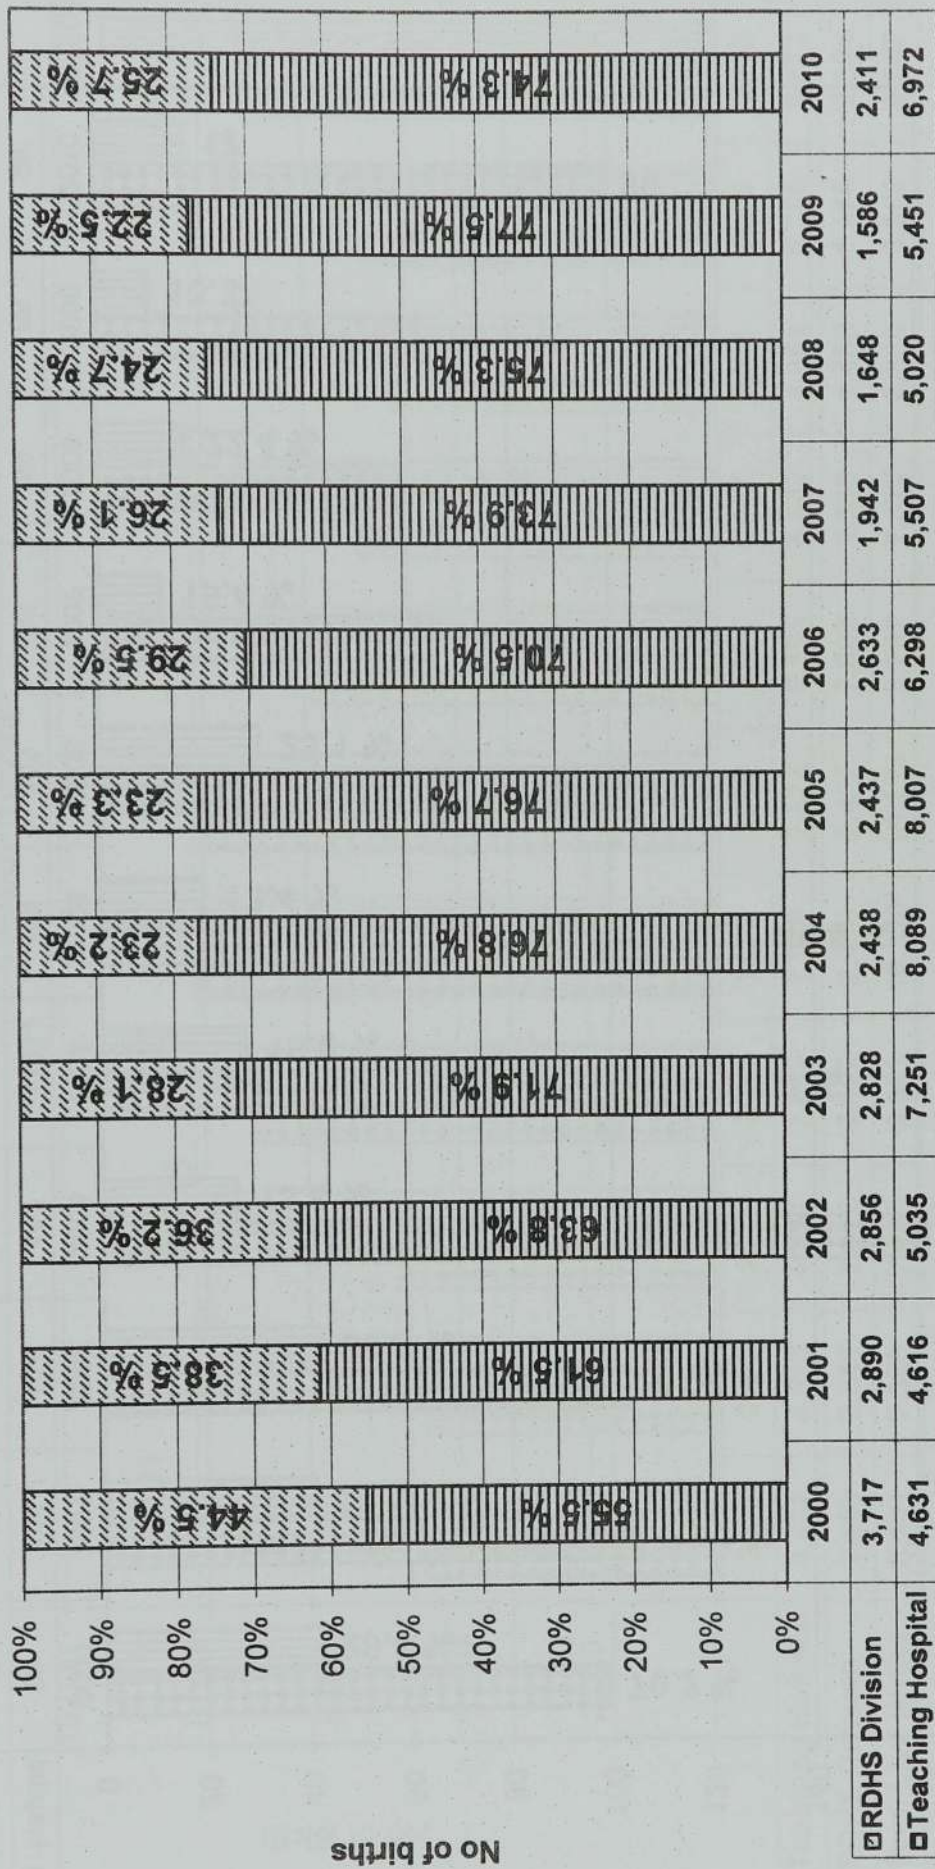 No of births
100%
90%
80%
70%
60%
50%
40%
30%
20%
10%
0%
44.5 % 38.5 % 36.2 % 28.1 % 23.2 % 23.3 % 29.5 % 26.1 % 24.7 % 22.5 % 25.7 %
55.5 % 61.5 % 63.8 % 71.9 % 76.8 % 76.7 % 70.5 % 73.9 % 75.3 % 77.5 % 74.3 %
2000 2001 2002 2003 2004 2005 2006 2007 2008 2009 2010
RDHS Division 3,717 2,890 2,856 2,828 2,438 2,437 2,633 1,942 1,648 1,586 2,411
Teaching Hospital 4,631 4,616 5,035 7,251 8,089 8,007 6,298 5,507 5,020 5,451 6,972